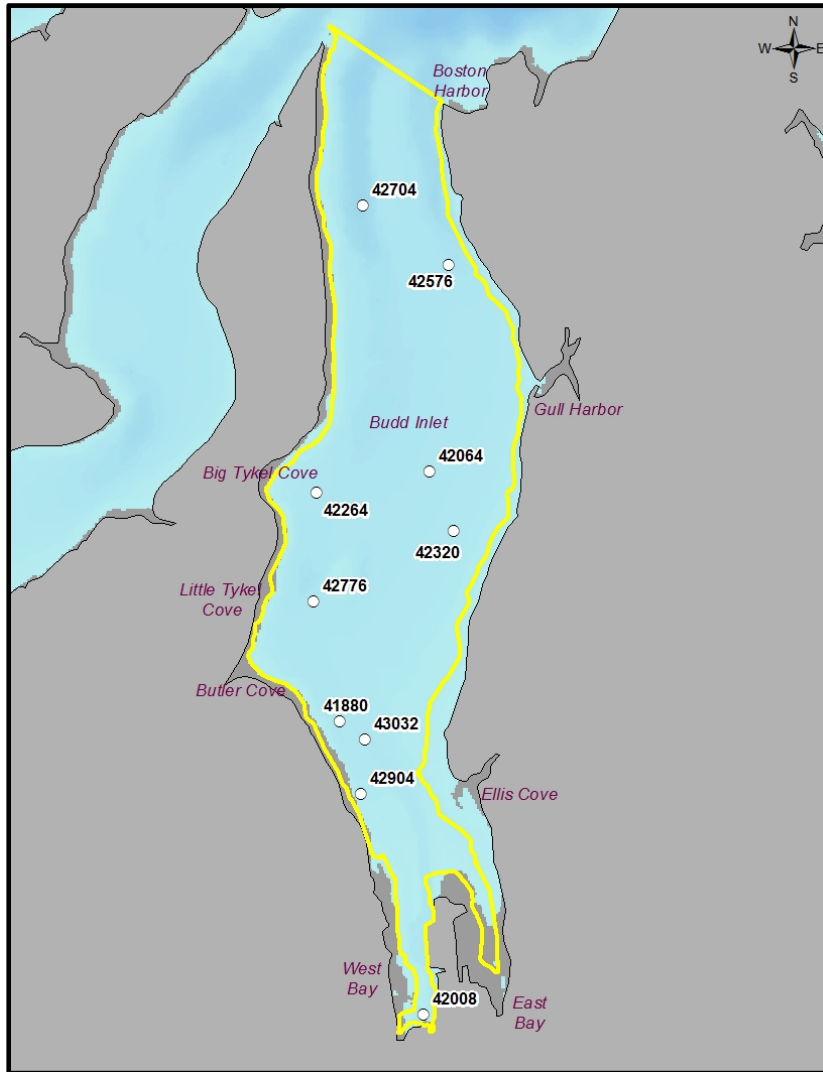 N
W E
S
Boston
Harbor
42704
42576
Gull Harbor
Budd Inlet
42064
Big Tykel Cove
42264
42320
Little Tykel
Cove
42776
Butler Cove
41880
43032
42904
Ellis Cove
West
Bay
42008
East
Bay